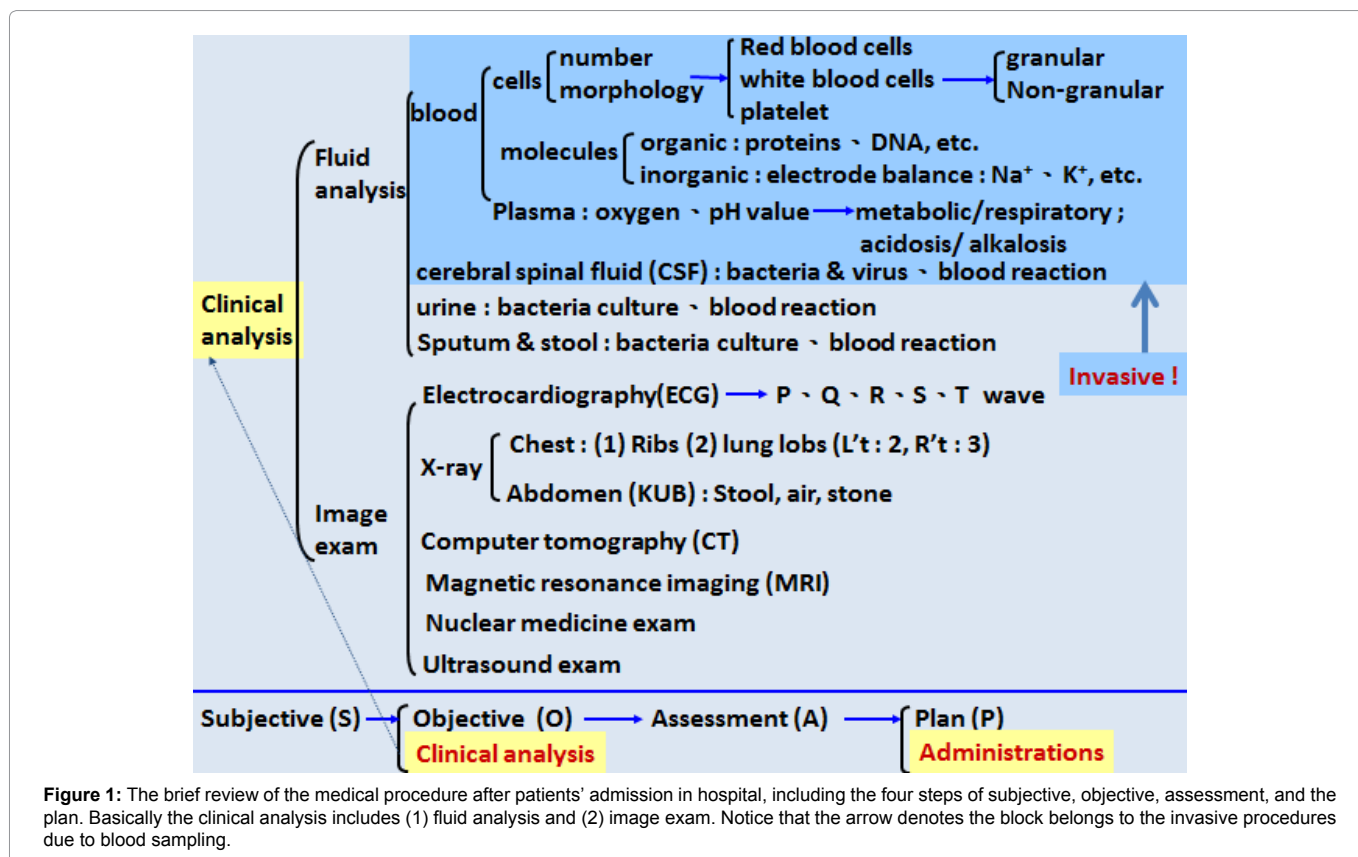 cells
number
morphology
Red blood cells
white blood cells
platelet
granular
Non-granular
blood
molecules
organic : proteins、DNA, etc.
inorganic : electrode balance : Na⁺、K⁺, etc.
Fluid
analysis
Plasma : oxygen、pH value
metabolic/respiratory ;
acidosis/ alkalosis
cerebral spinal fluid (CSF) : bacteria & virus、blood reaction
Clinical
analysis
urine : bacteria culture、blood reaction
Sputum & stool : bacteria culture、blood reaction
Invasive !
Electrocardiography(ECG)
P、Q、R、S、T wave
X-ray
Chest : (1) Ribs (2) lung lobs (L’t : 2, R’t : 3)
Abdomen (KUB) : Stool, air, stone
Image
exam
Computer tomography (CT)
Magnetic resonance imaging (MRI)
Nuclear medicine exam
Ultrasound exam
Subjective (S)
Objective (O)
Clinical analysis
Assessment (A)
Plan (P)
Administrations
Figure 1: The brief review of the medical procedure after patients’ admission in hospital, including the four steps of subjective, objective, assessment, and the
plan. Basically the clinical analysis includes (1) fluid analysis and (2) image exam. Notice that the arrow denotes the block belongs to the invasive procedures
due to blood sampling.